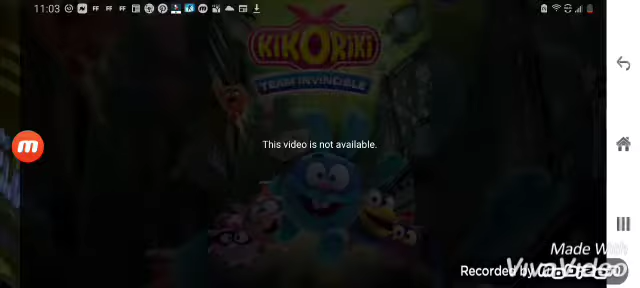 11:03
KIKORIKI
TEAM INVINCIBLE
This video is not available.
Made With
VivaVideo
Recorded by